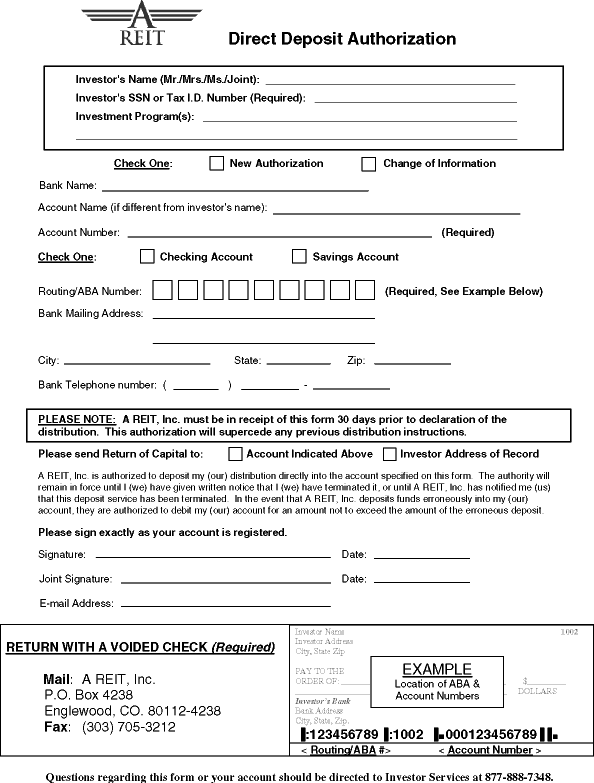 A
REIT
Direct Deposit Authorization
Investor's Name (Mr./Mrs./Ms./Joint):
Investor's SSN or Tax I.D. Number (Required):
Investment Program(s):
Check One: New Authorization Change of Information
Bank Name:
Account Name (if different from investor's name):
Account Number: (Required)
Check One: Checking Account Savings Account
Routing/ABA Number: (Required, See Example Below)
Bank Mailing Address:
City: State: Zip:
Bank Telephone number: ( ) -
PLEASE NOTE: A REIT, Inc. must be in receipt of this form 30 days prior to declaration of the
distribution. This authorization will supercede any previous distribution instructions.
Please send Return of Capital to: Account Indicated Above Investor Address of Record
A REIT, Inc. is authorized to deposit my (our) distribution directly into the account specified on this form. The authority will
remain in force until I (we) have given written notice that I (we) have terminated it, or until A REIT, Inc. has notified me (us)
that this deposit service has been terminated. In the event that A REIT, Inc. deposits funds erroneously into my (our)
account, they are authorized to debit my (our) account for an amount not to exceed the amount of the erroneous deposit.
Please sign exactly as your account is registered.
Signature: Date:
Joint Signature: Date:
E-mail Address:
RETURN WITH A VOIDED CHECK (Required)
Mail: A REIT, Inc.
P.O. Box 4238
Englewood, CO. 80112-4238
Fax: (303) 705-3212
Investor Name 1002
Investor Address
City, State Zip
PAY TO THE
ORDER OF: $
DOLLARS
EXAMPLE
Location of ABA &
Account Numbers
Investor's Bank
Bank Address
City, State, Zip.
:123456789 :1002 000123456789
< Routing/ABA #> < Account Number >
Questions regarding this form or your account should be directed to Investor Services at 877-888-7348.